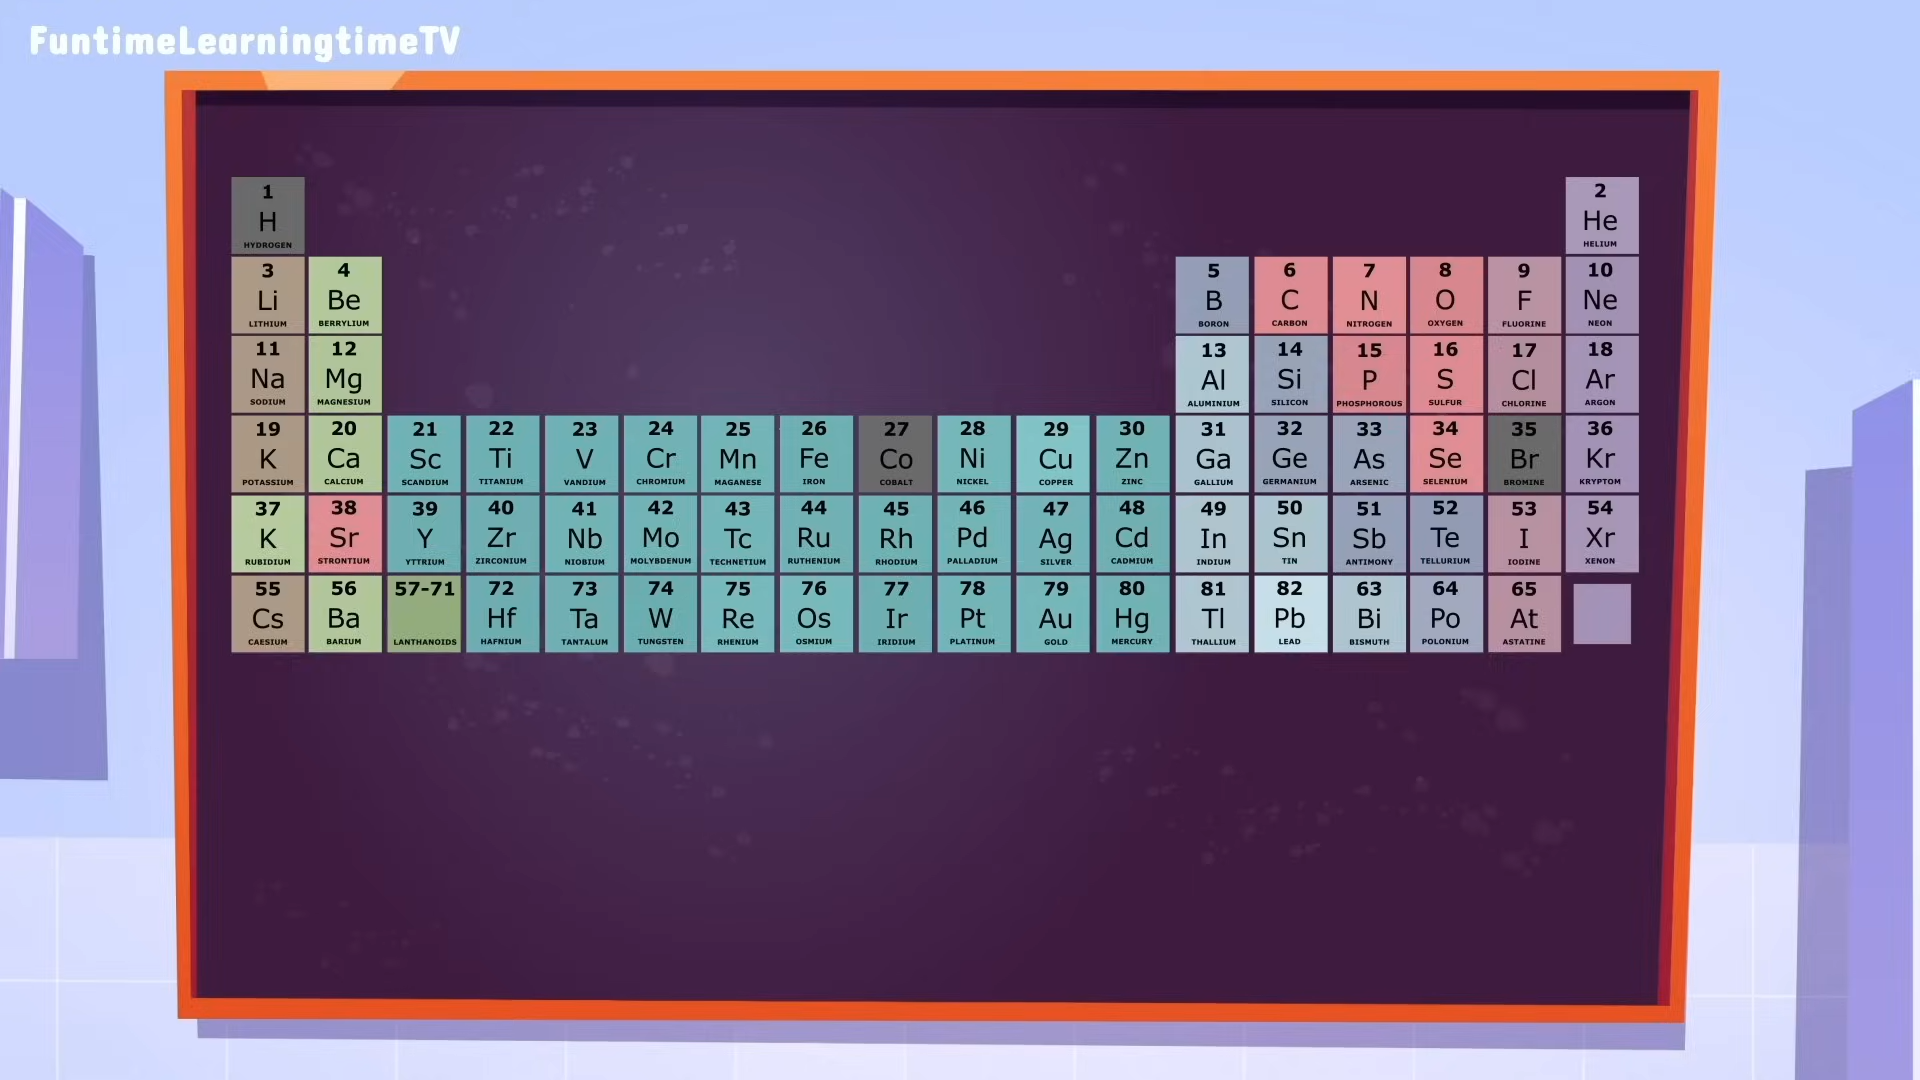 FuntimeLearningtimeTV
1 2
H He
HYDROGEN HELIUM
3 4 5 6 7 8 9 10
Li Be B C N O F Ne
LITHIUM BERRYLIUM BORON CARBON NITROGEN OXYGEN FLUORINE NEON
11 12 13 14 15 16 17 18
Na Mg Al Si P S Cl Ar
SODIUM MAGNESIUM ALUMINIUM SILICON PHOSPHOROUS SULFUR CHLORINE ARGON
19 20 21 22 23 24 25 26 27 28 29 30 31 32 33 34 35 36
K Ca Sc Ti V Cr Mn Fe Co Ni Cu Zn Ga Ge As Se Br Kr
POTASSIUM CALCIUM SCANDIUM TITANIUM VANDIUM CHROMIUM MAGANESE IRON COBALT NICKEL COPPER ZINC GALLIUM GERMANIUM ARSENIC SELENIUM BROMINE KRYPTOM
37 38 39 40 41 42 43 44 45 46 47 48 49 50 51 52 53 54
K Sr Y Zr Nb Mo Tc Ru Rh Pd Ag Cd In Sn Sb Te I Xr
RUBIDIUM STRONTIUM YTTRIUM ZIRCONIUM NIOBIUM MOLYBDENUM TECHNETIUM RUTHENIUM RHODIUM PALLADIUM SILVER CADMIUM INDIUM TIN ANTIMONY TELLURIUM IODINE XENON
55 56 57-71 72 73 74 75 76 77 78 79 80 81 82 63 64 65
Cs Ba Hf Ta W Re Os Ir Pt Au Hg Tl Pb Bi Po At
CAESIUM BARIUM LANTHANOIDS HAFNIUM TANTALUM TUNGSTEN RHENIUM OSMIUM IRIDIUM PLATINUM GOLD MERCURY THALLIUM LEAD BISMUTH POLONIUM ASTATINE